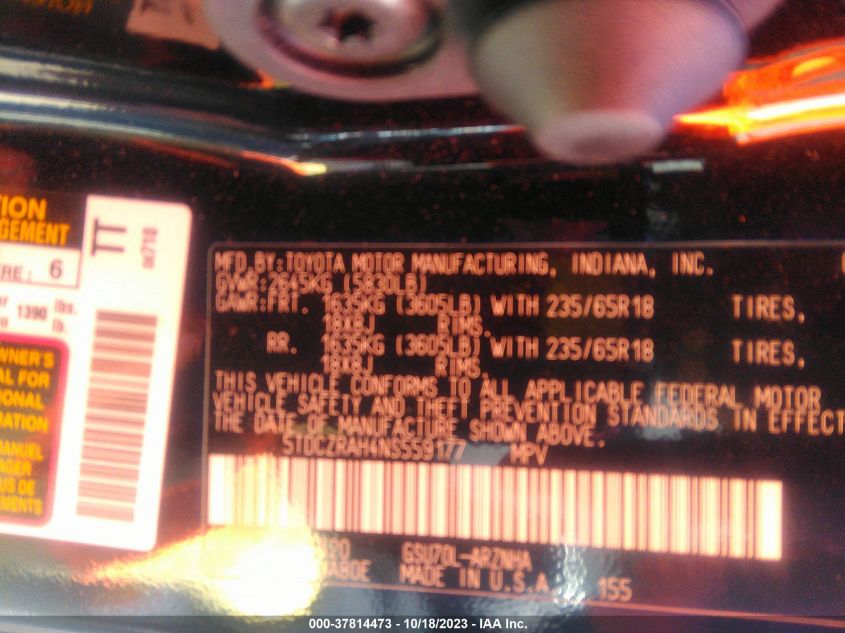 TION
GEMENT
RE: 6
1390 lbs.
lb.
WNER'S
AL FOR
IONAL
RATION
ANUEL
AGER
US DE
EMENTS
TT
MFD.BY:TOYOTA MOTOR MANUFACTURING, INDIANA, INC.
GVWR:2645KG (5830LB)
GAWR:FRT. 1635KG (3605LB) WITH 235/65R18 TIRES,
18X8J RIMS.
RR. 1635KG (3605LB) WITH 235/65R18 TIRES,
18X8J RIMS.
THIS VEHICLE CONFORMS TO ALL APPLICABLE FEDERAL MOTOR
VEHICLE SAFETY AND THEFT PREVENTION STANDARDS IN EFFECT
THE DATE OF MANUFACTURE SHOWN ABOVE.
5TDCZRAH4NS559177 MPV
GSU70L-ARZNHA
MADE IN U.S.A. 155
000-37814473 - 10/18/2023 - IAA Inc.